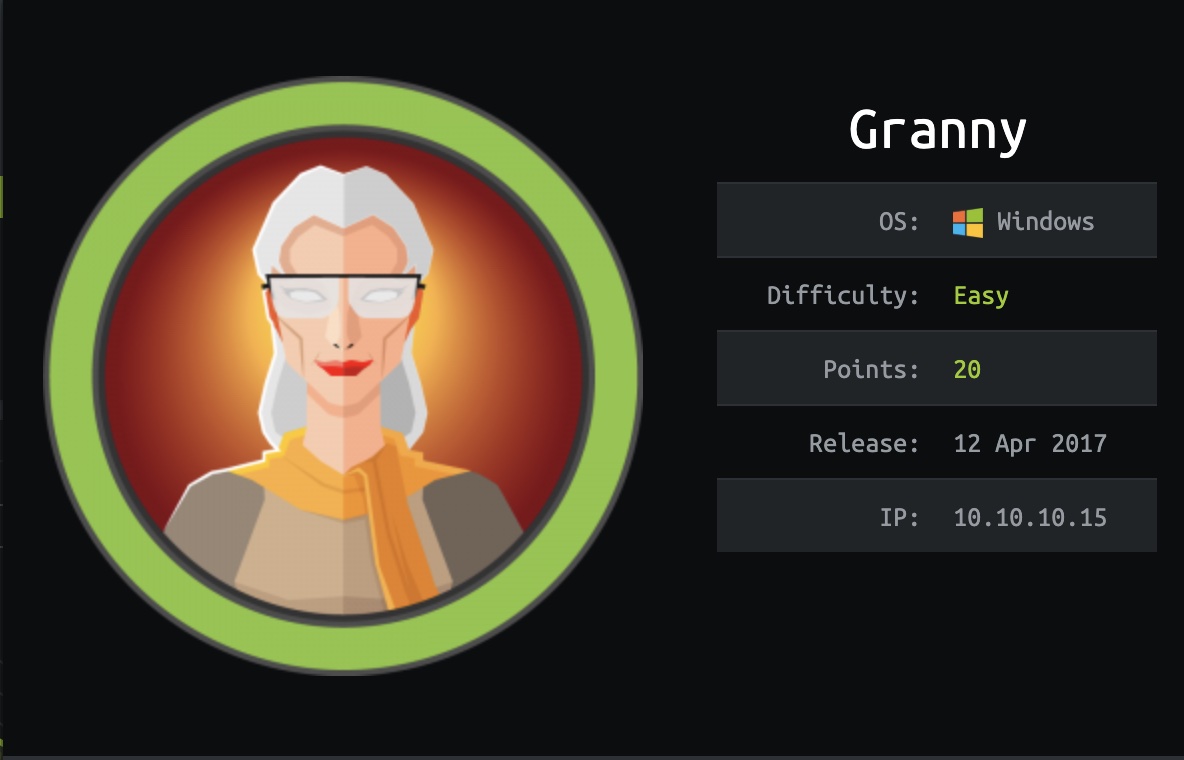 Granny
OS: Windows
Difficulty: Easy
Points: 20
Release: 12 Apr 2017
IP: 10.10.10.15